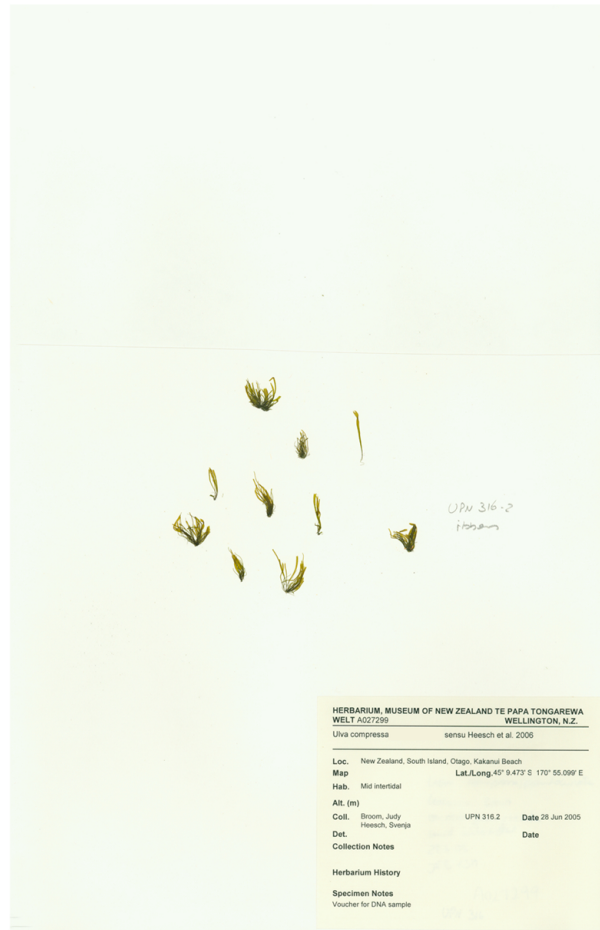 UPN 316-2
HERBARIUM, MUSEUM OF NEW ZEALAND TE PAPA TONGAREWA
WELT A027299 WELLINGTON, N.Z.
Ulva compressa sensu Heesch et al. 2006
Loc. New Zealand, South Island, Otago, Kakanui Beach
Map Lat./Long. 45° 9.473' S 170° 55.099' E
Hab. Mid intertidal
Alt. (m)
Coll. Broom, Judy UPN 316.2 Date 28 Jun 2005
Heesch, Svenja
Det. Date
Collection Notes
Herbarium History
Specimen Notes
Voucher for DNA sample